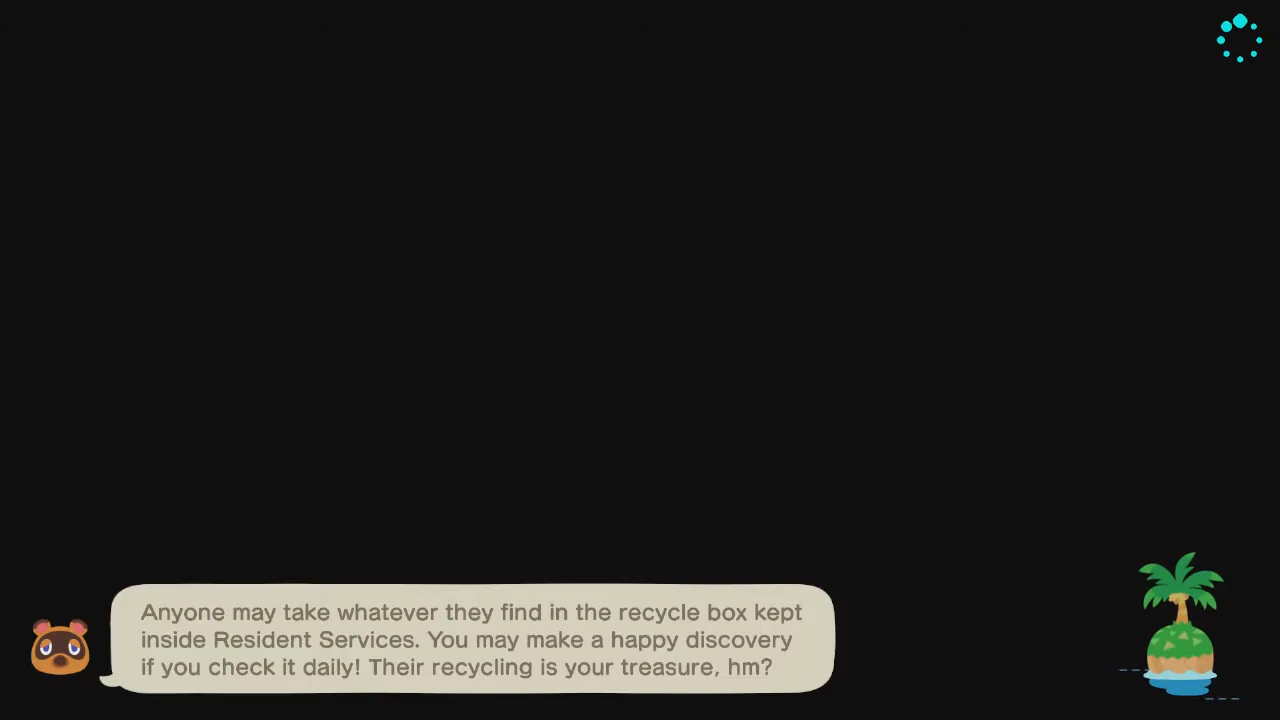 Anyone may take whatever they find in the recycle box kept
inside Resident Services. You may make a happy discovery
if you check it daily! Their recycling is your treasure, hm?